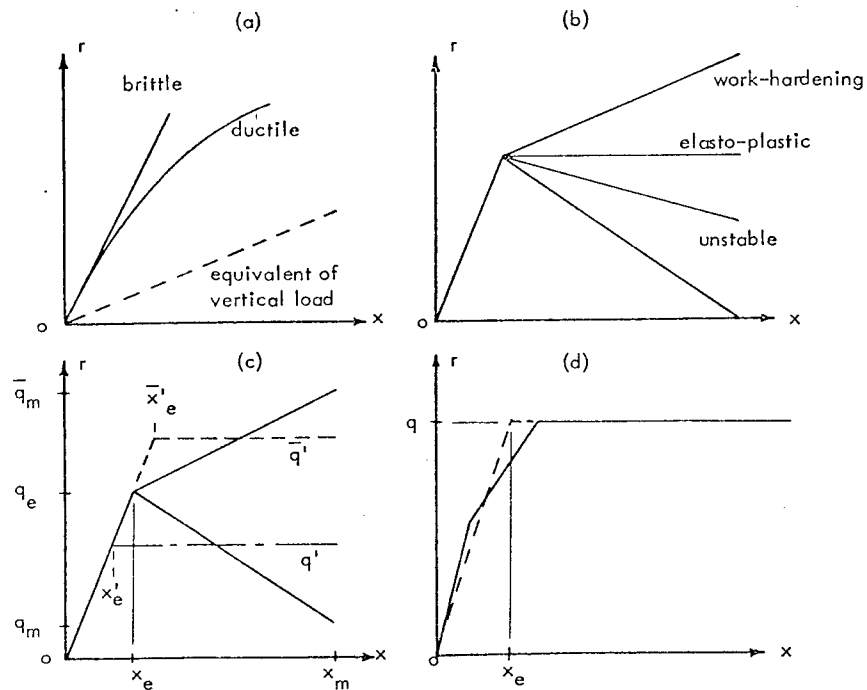 (a)
r
brittle
ductile
equivalent of
vertical load
o
x
(b)
r
work-hardening
elasto-plastic
unstable
o
x
(c)
r
q̅m
x̅'e
q̅'
qe
q'
x'e
qm
o
xe
xm
x
(d)
r
q
o
xe
x